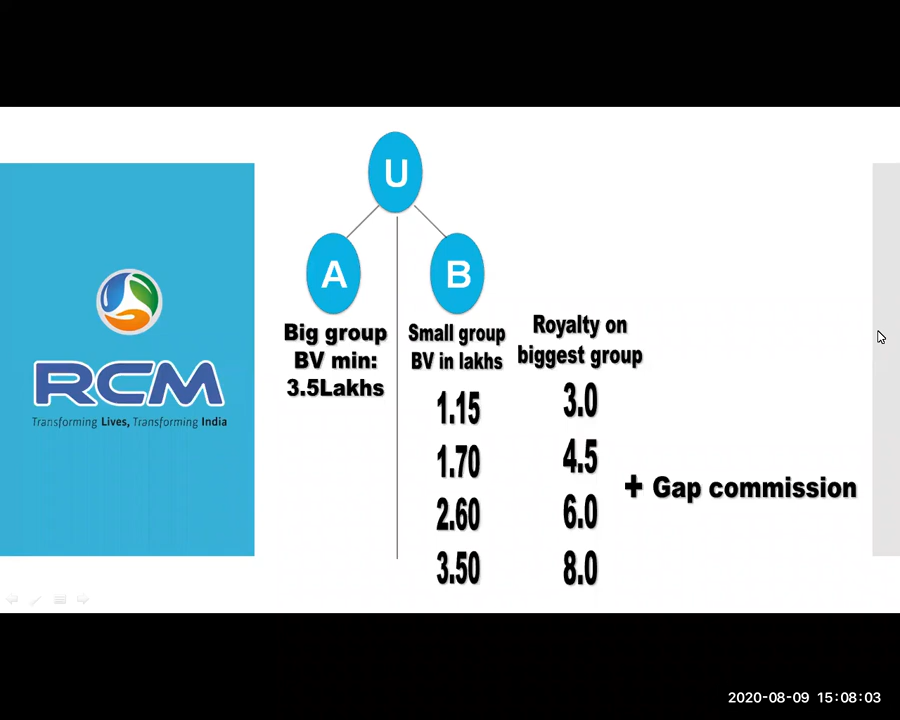 U
A
B
Big group
BV min:
3.5Lakhs
Small group
BV in lakhs
Royalty on
biggest group
1.15
3.0
1.70
4.5
2.60
6.0
3.50
8.0
+ Gap commission
RCM
Transforming Lives, Transforming India
2020-08-09 15:08:03